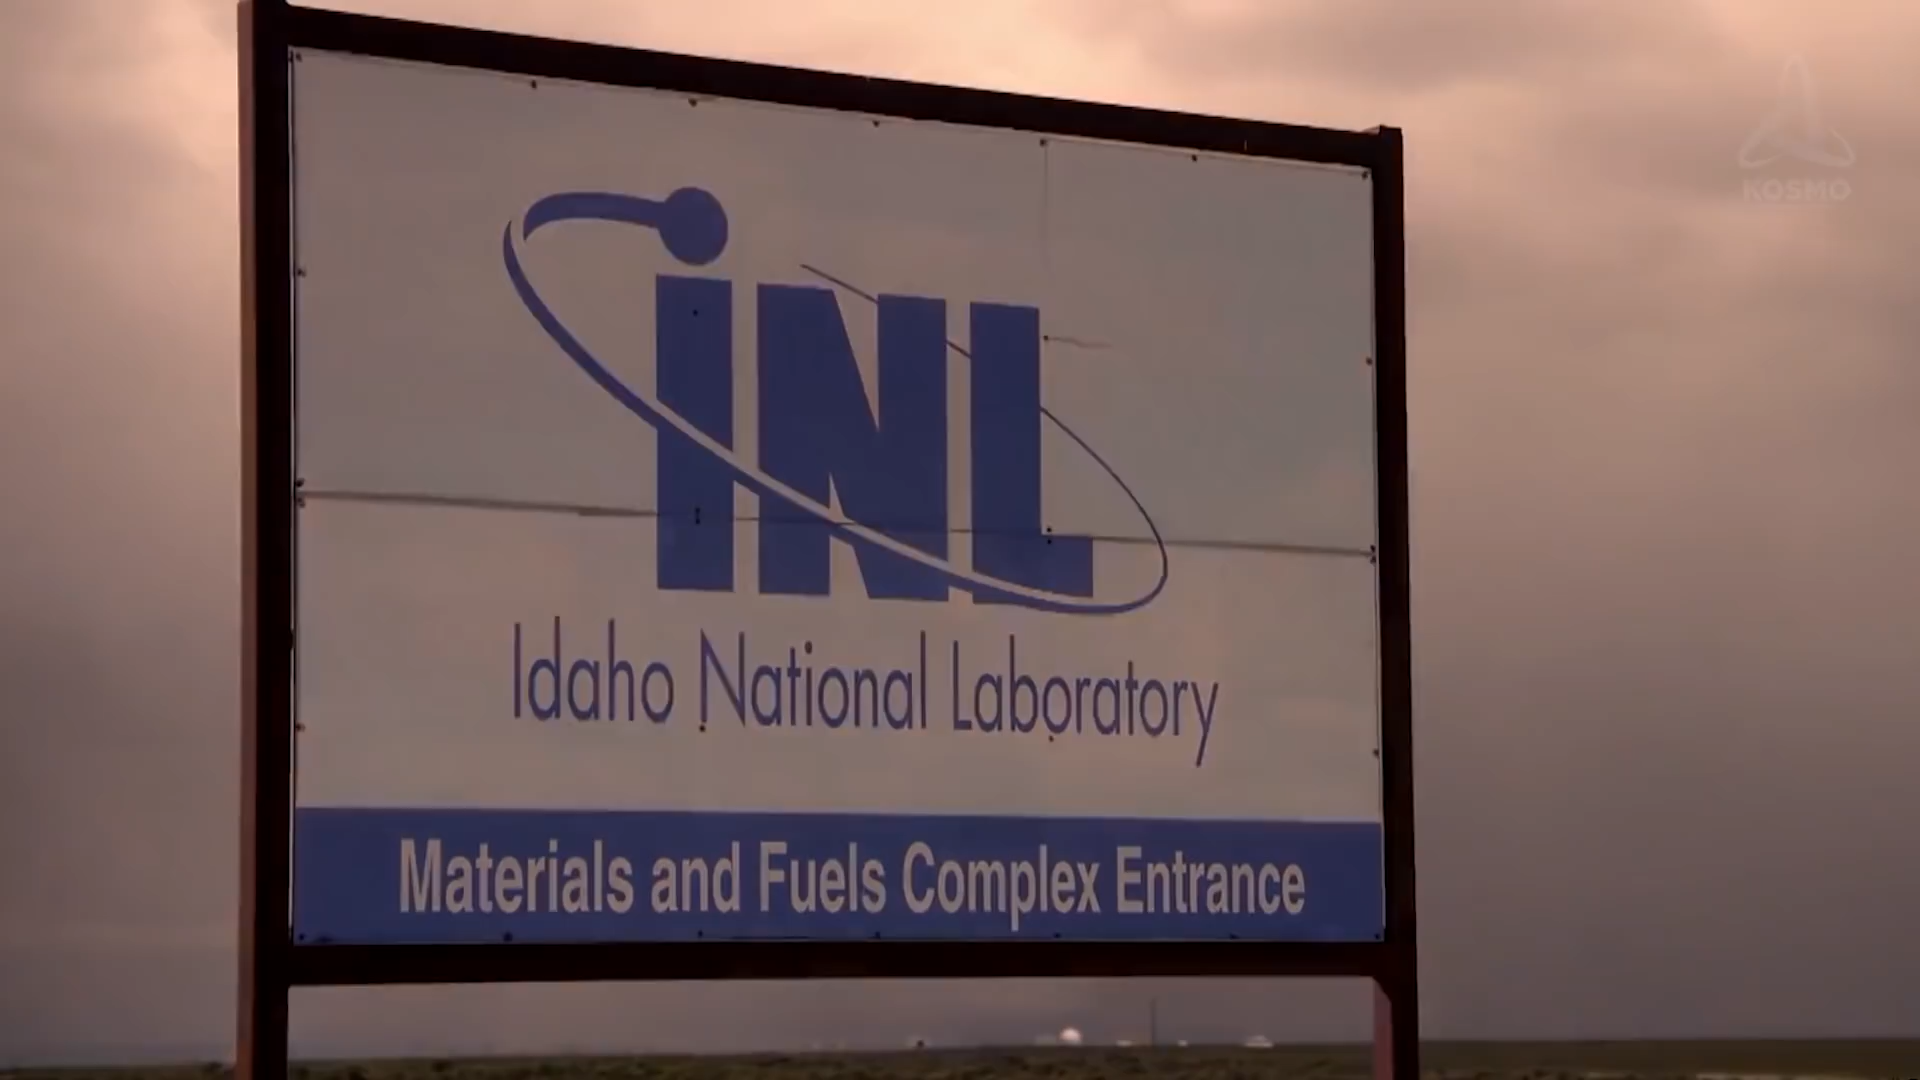 KOSMO
iNL
Idaho National Laboratory
Materials and Fuels Complex Entrance